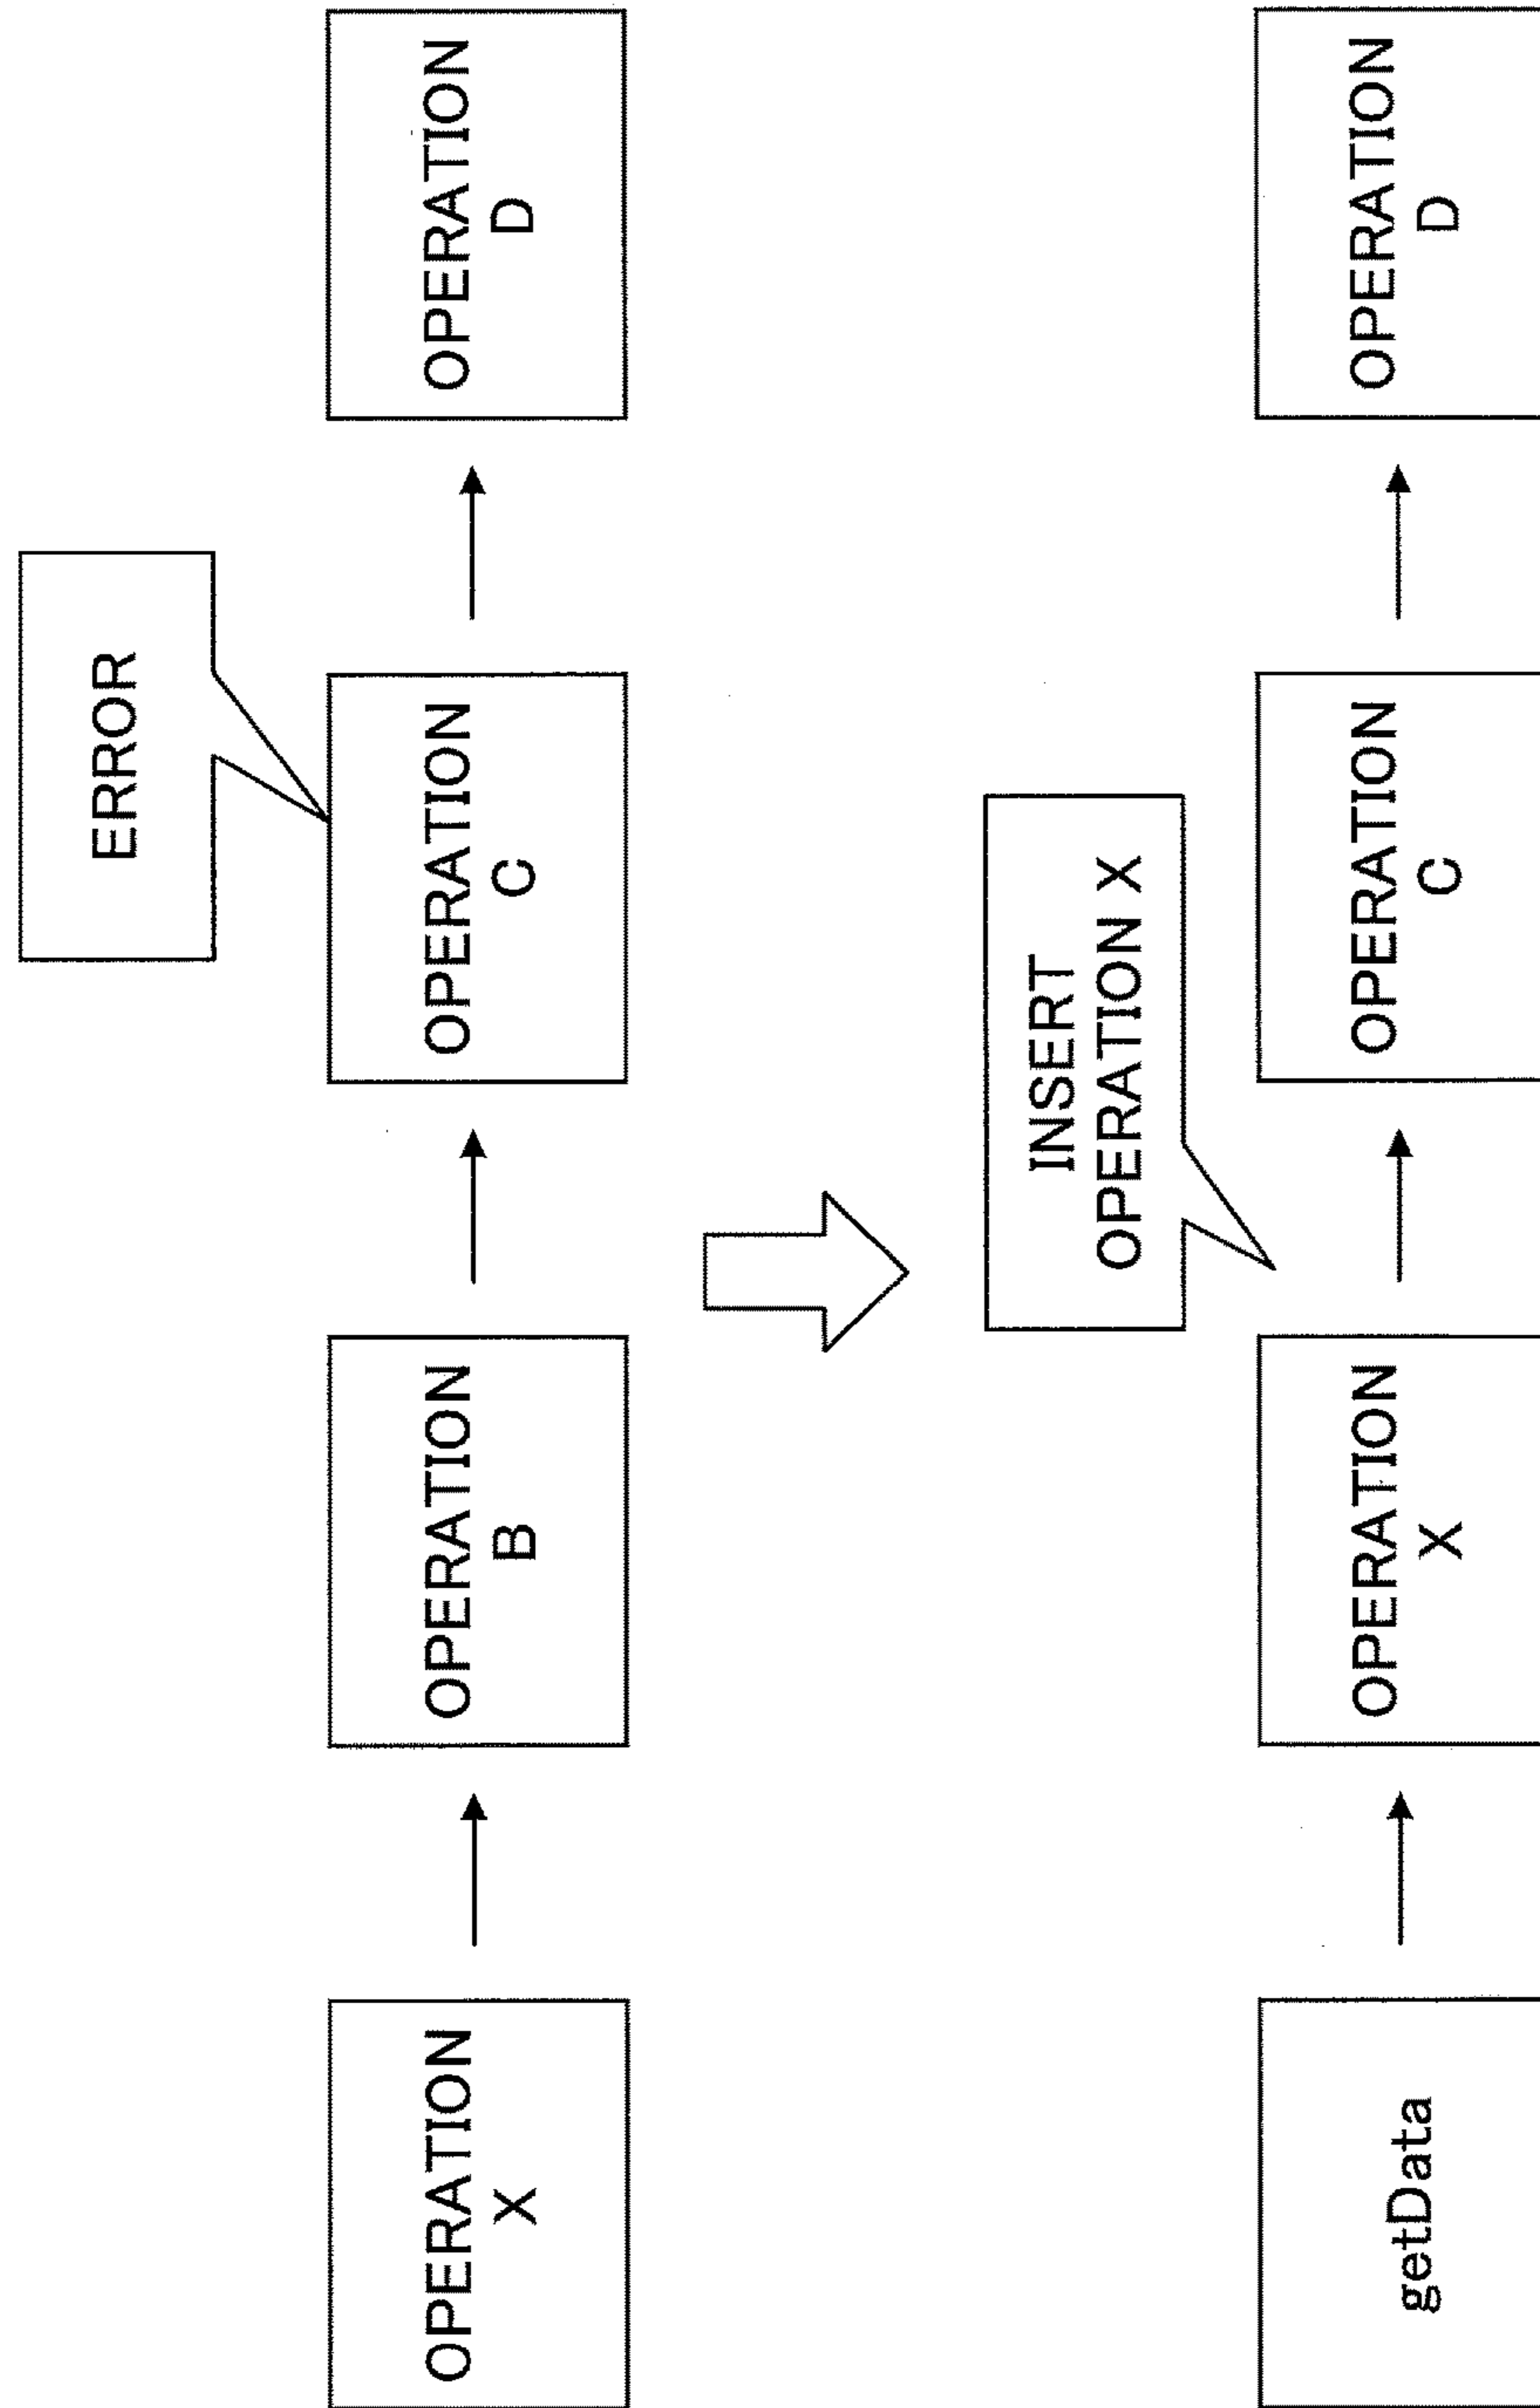 ERROR
OPERATION
X
OPERATION
B
OPERATION
C
OPERATION
D
INSERT
OPERATION X
getData
OPERATION
X
OPERATION
C
OPERATION
D